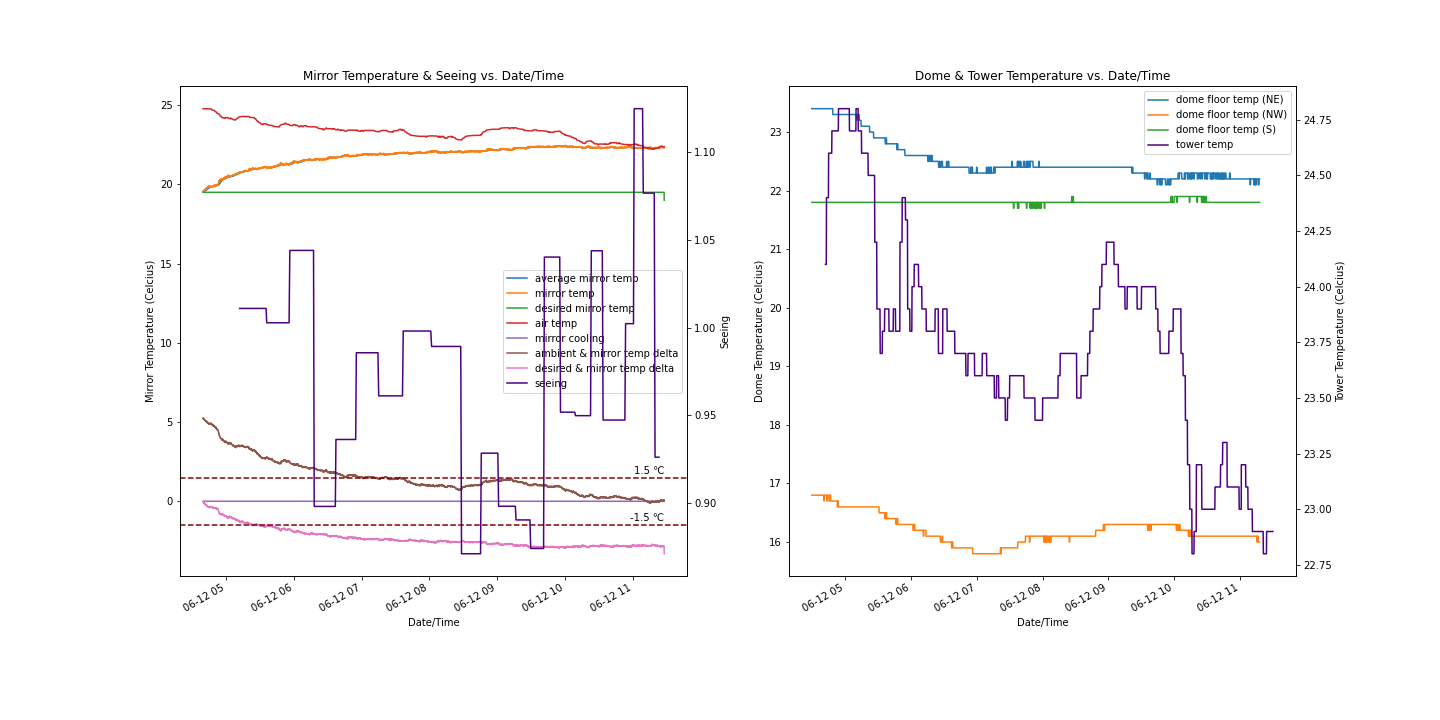 Mirror Temperature & Seeing vs. Date/Time
Mirror Temperature (Celcius)
25
20
15
10
5
0
1.10
1.05
1.00
0.95
0.90
Seeing
average mirror temp
mirror temp
desired mirror temp
air temp
mirror cooling
ambient & mirror temp delta
desired & mirror temp delta
seeing
1.5 ℃
-1.5 ℃
06-12 05
06-12 06
06-12 07
06-12 08
06-12 09
06-12 10
06-12 11
Date/Time
Dome & Tower Temperature vs. Date/Time
Dome Temperature (Celcius)
23
22
21
20
19
18
17
16
dome floor temp (NE)
dome floor temp (NW)
dome floor temp (S)
tower temp
24.75
24.50
24.25
24.00
23.75
23.50
23.25
23.00
22.75
Tower Temperature (Celcius)
06-12 05
06-12 06
06-12 07
06-12 08
06-12 09
06-12 10
06-12 11
Date/Time